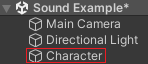 Sound Example*
Main Camera
Directional Light
Character